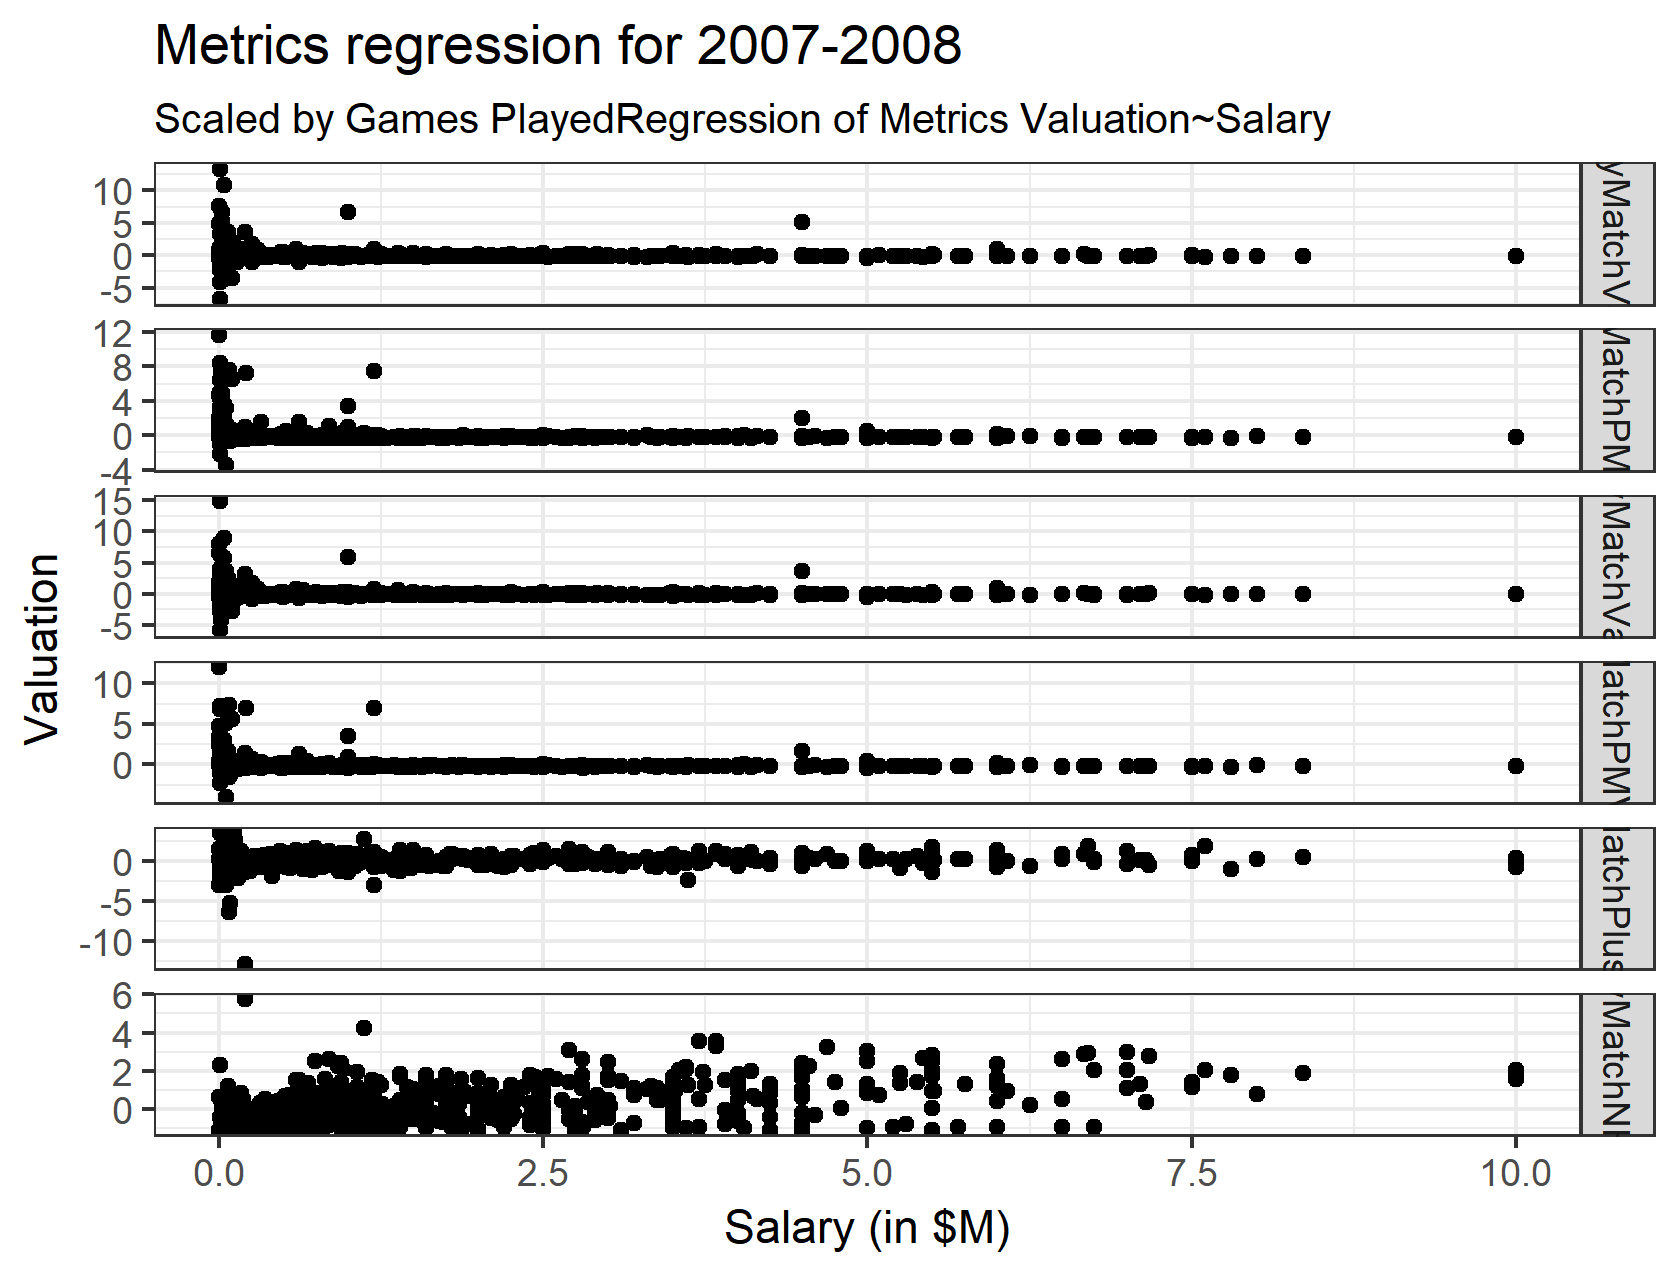 Metrics regression for 2007-2008
Scaled by Games PlayedRegression of Metrics Valuation~Salary
10
5
0
-5
yMatchV
12
8
4
0
-4
MatchPM
15
10
5
0
-5
MatchVa
10
5
0
latchPM
0
-5
-10
latchPlus
6
4
2
0
MatchN
Valuation
0.0
2.5
5.0
7.5
10.0
Salary (in $M)